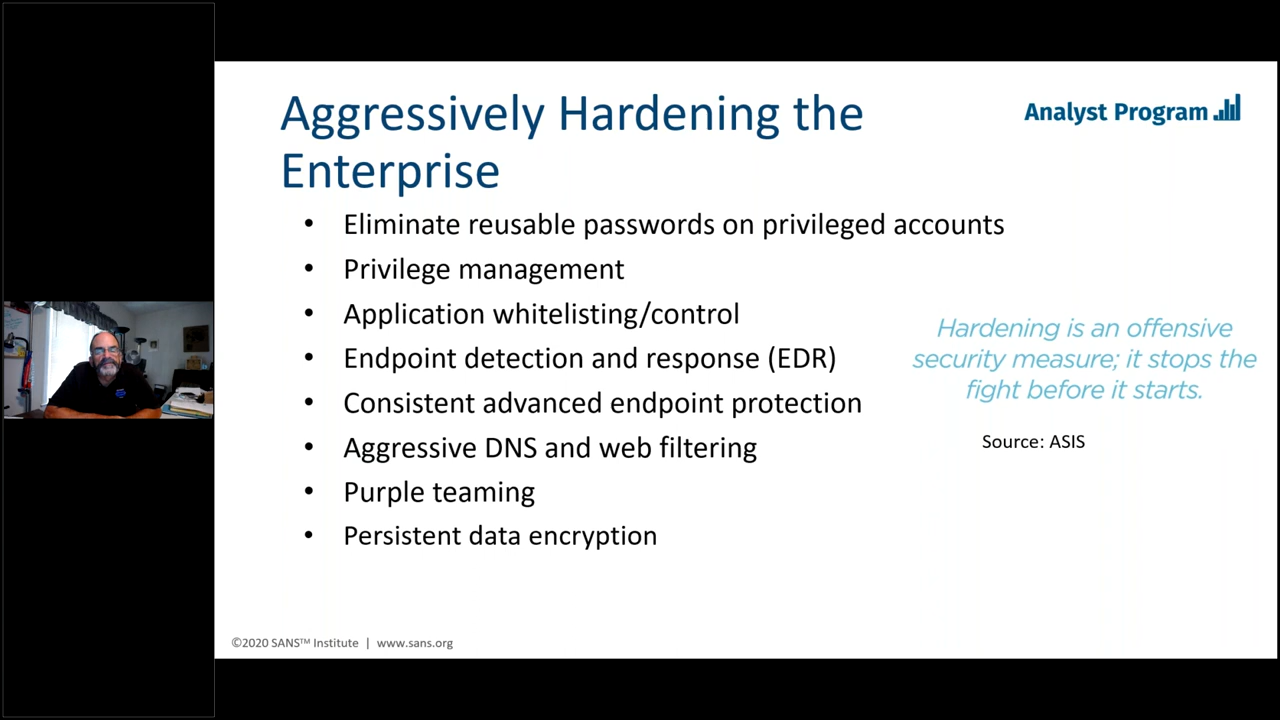 Aggressively Hardening the
Enterprise
Analyst Program
• Eliminate reusable passwords on privileged accounts
• Privilege management
• Application whitelisting/control
• Endpoint detection and response (EDR)
• Consistent advanced endpoint protection
• Aggressive DNS and web filtering
• Purple teaming
• Persistent data encryption
Hardening is an offensive
security measure; it stops the
fight before it starts.
Source: ASIS
©2020 SANS™ Institute | www.sans.org